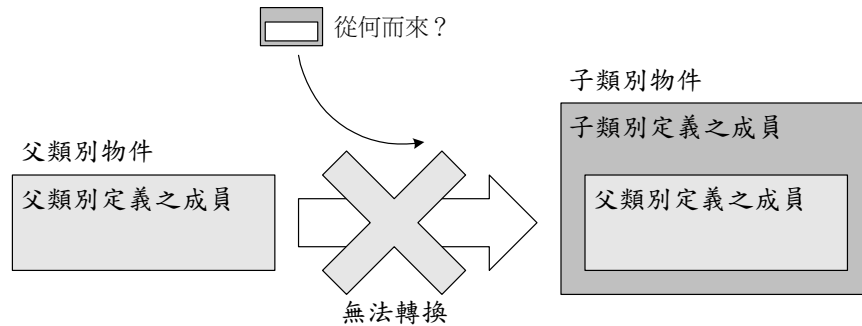 從何而來？
子類別物件
子類別定義之成員
父類別物件
父類別定義之成員
父類別定義之成員
無法轉換